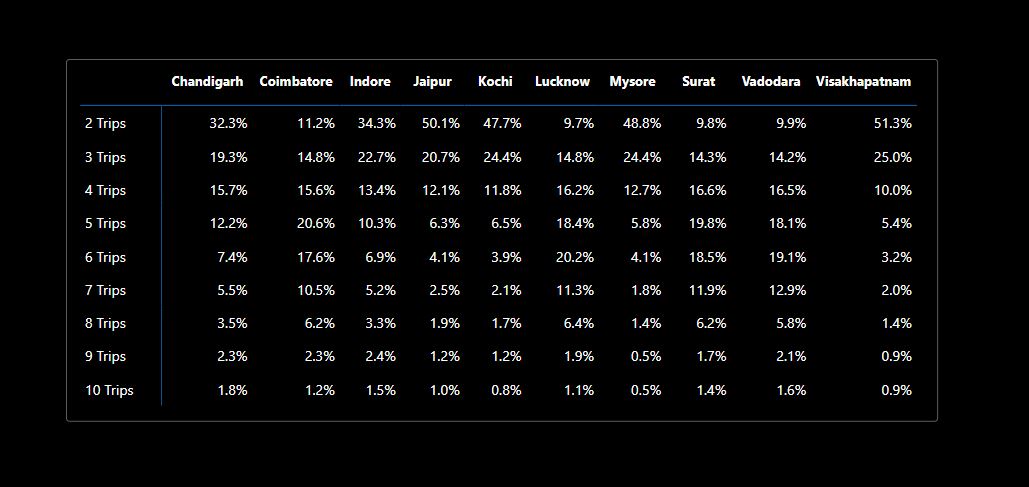 Chandigarh Coimbatore Indore Jaipur Kochi Lucknow Mysore Surat Vadodara Visakhapatnam
2 Trips 32.3% 11.2% 34.3% 50.1% 47.7% 9.7% 48.8% 9.8% 9.9% 51.3%
3 Trips 19.3% 14.8% 22.7% 20.7% 24.4% 14.8% 24.4% 14.3% 14.2% 25.0%
4 Trips 15.7% 15.6% 13.4% 12.1% 11.8% 16.2% 12.7% 16.6% 16.5% 10.0%
5 Trips 12.2% 20.6% 10.3% 6.3% 6.5% 18.4% 5.8% 19.8% 18.1% 5.4%
6 Trips 7.4% 17.6% 6.9% 4.1% 3.9% 20.2% 4.1% 18.5% 19.1% 3.2%
7 Trips 5.5% 10.5% 5.2% 2.5% 2.1% 11.3% 1.8% 11.9% 12.9% 2.0%
8 Trips 3.5% 6.2% 3.3% 1.9% 1.7% 6.4% 1.4% 6.2% 5.8% 1.4%
9 Trips 2.3% 2.3% 2.4% 1.2% 1.2% 1.9% 0.5% 1.7% 2.1% 0.9%
10 Trips 1.8% 1.2% 1.5% 1.0% 0.8% 1.1% 0.5% 1.4% 1.6% 0.9%